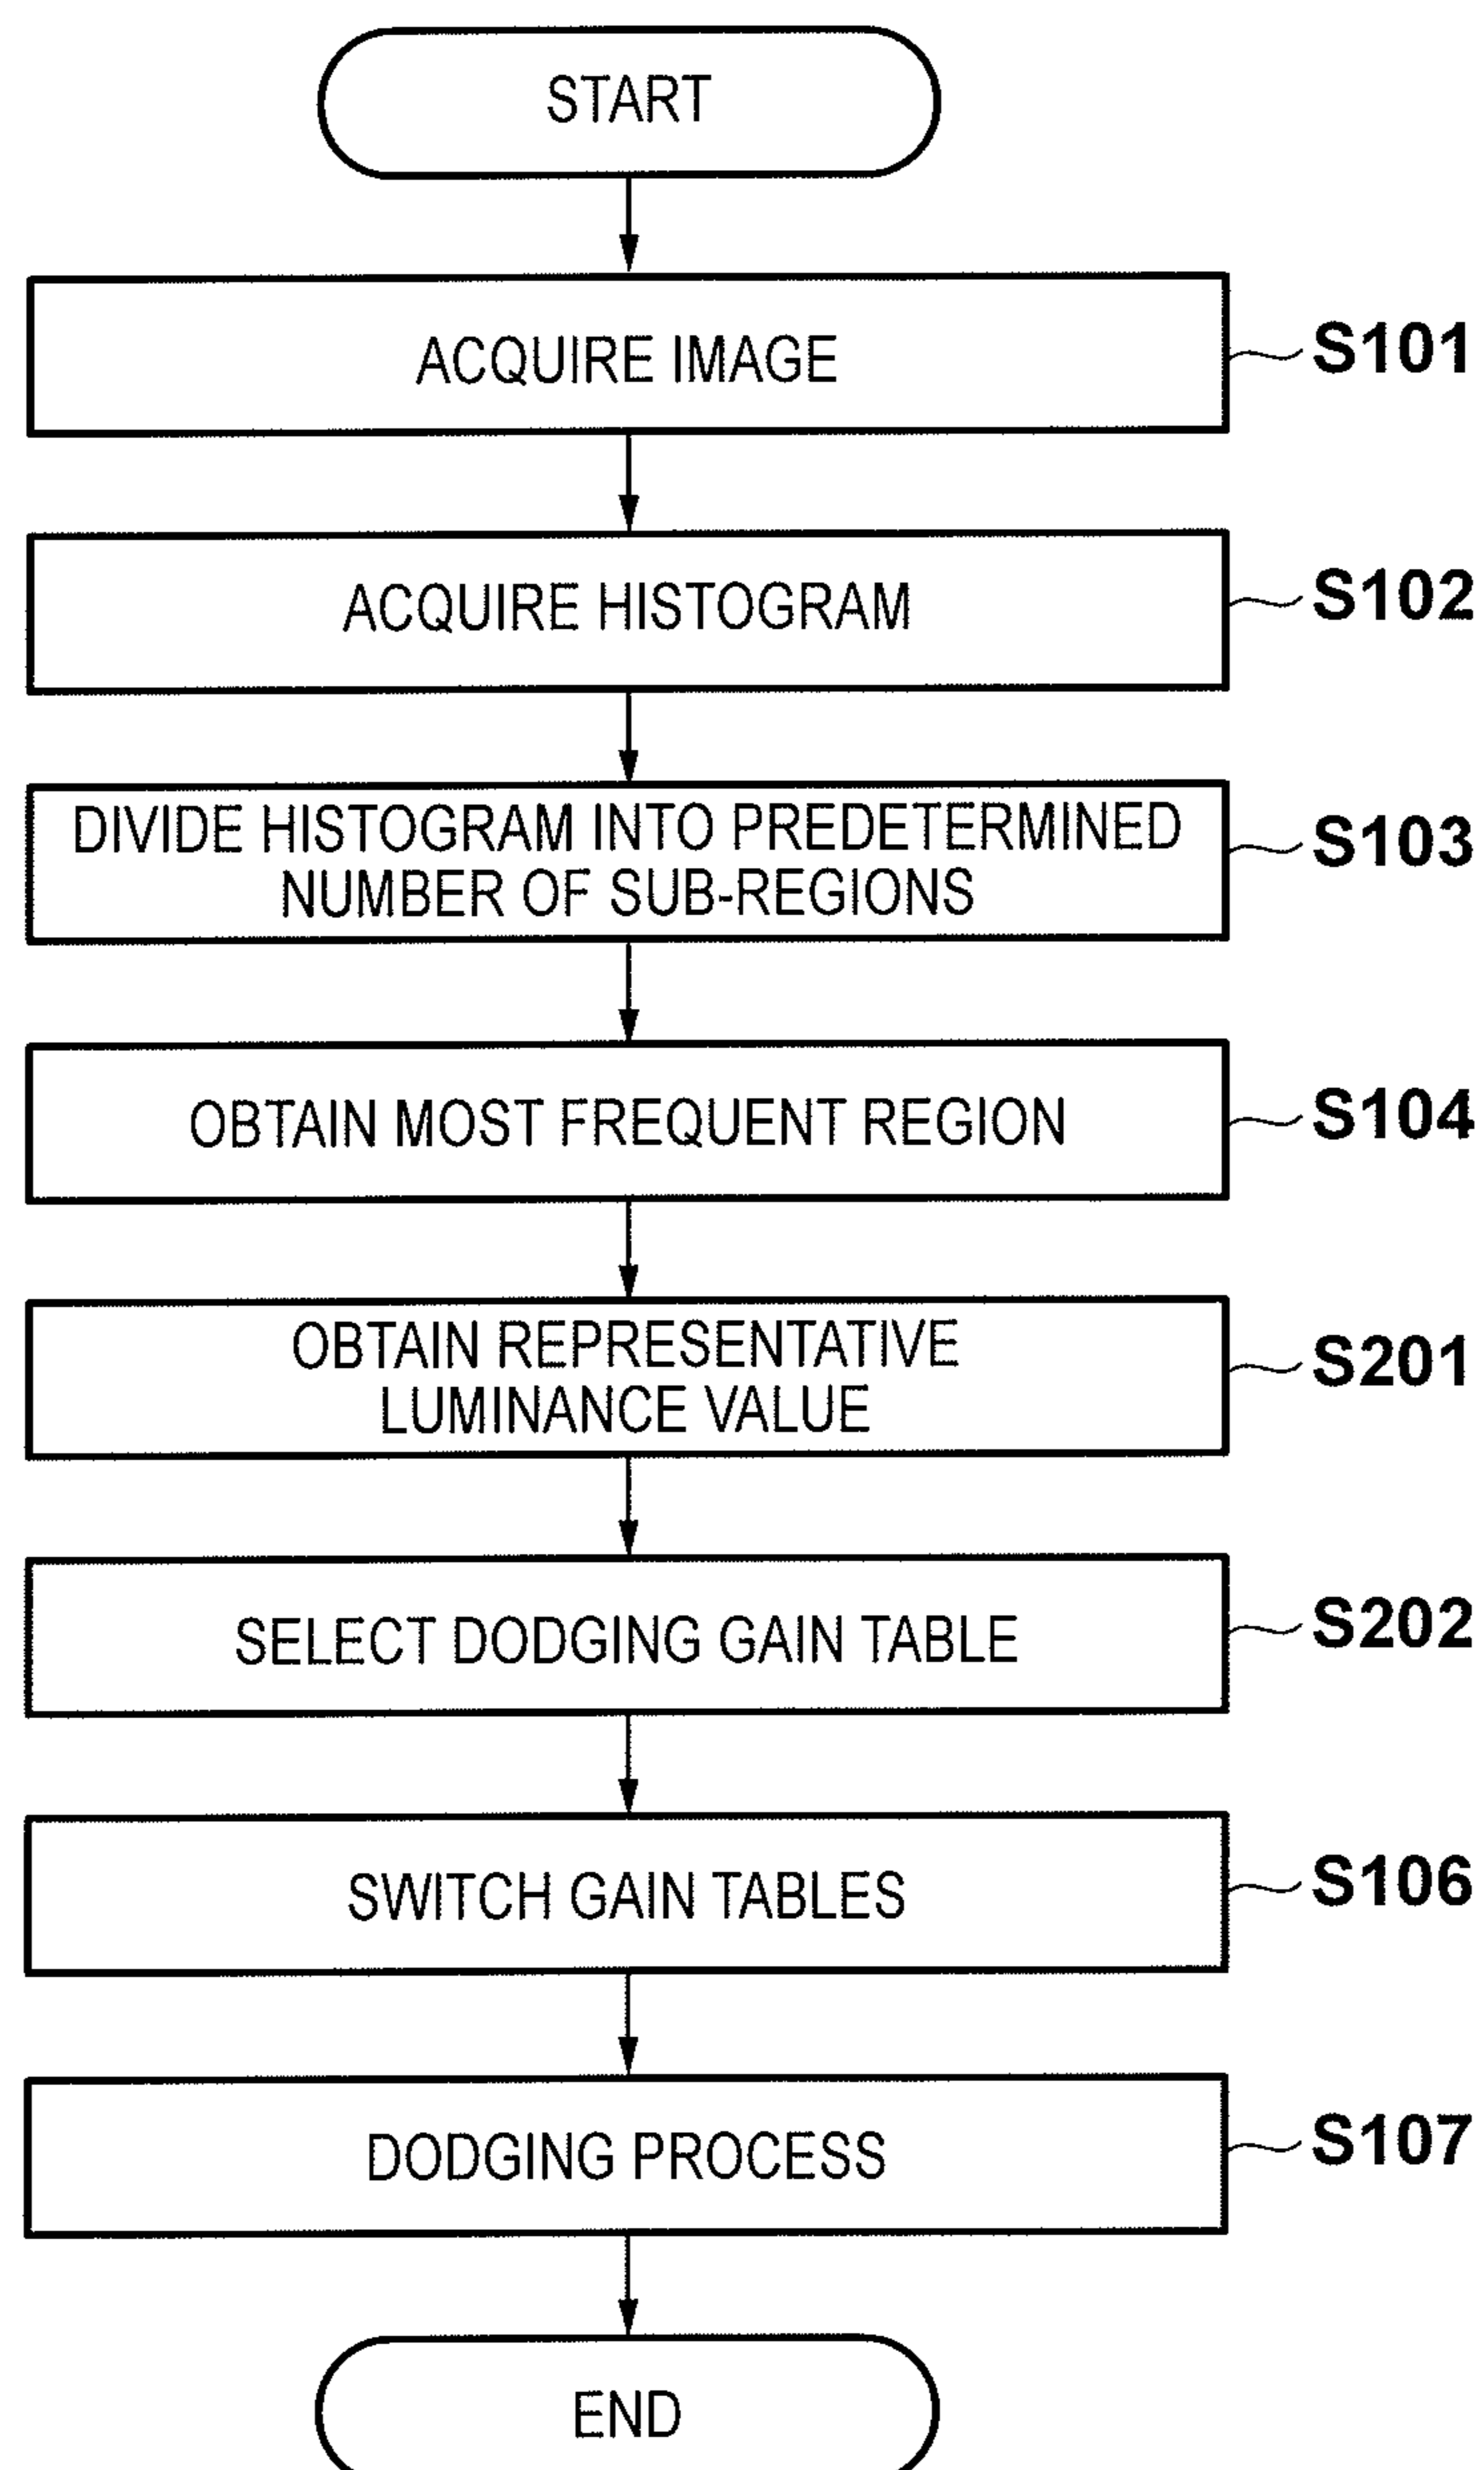 START
ACQUIRE IMAGE
S101
ACQUIRE HISTOGRAM
S102
DIVIDE HISTOGRAM INTO PREDETERMINED
NUMBER OF SUB-REGIONS
S103
OBTAIN MOST FREQUENT REGION
S104
OBTAIN REPRESENTATIVE
LUMINANCE VALUE
S201
SELECT DODGING GAIN TABLE
S202
SWITCH GAIN TABLES
S106
DODGING PROCESS
S107
END